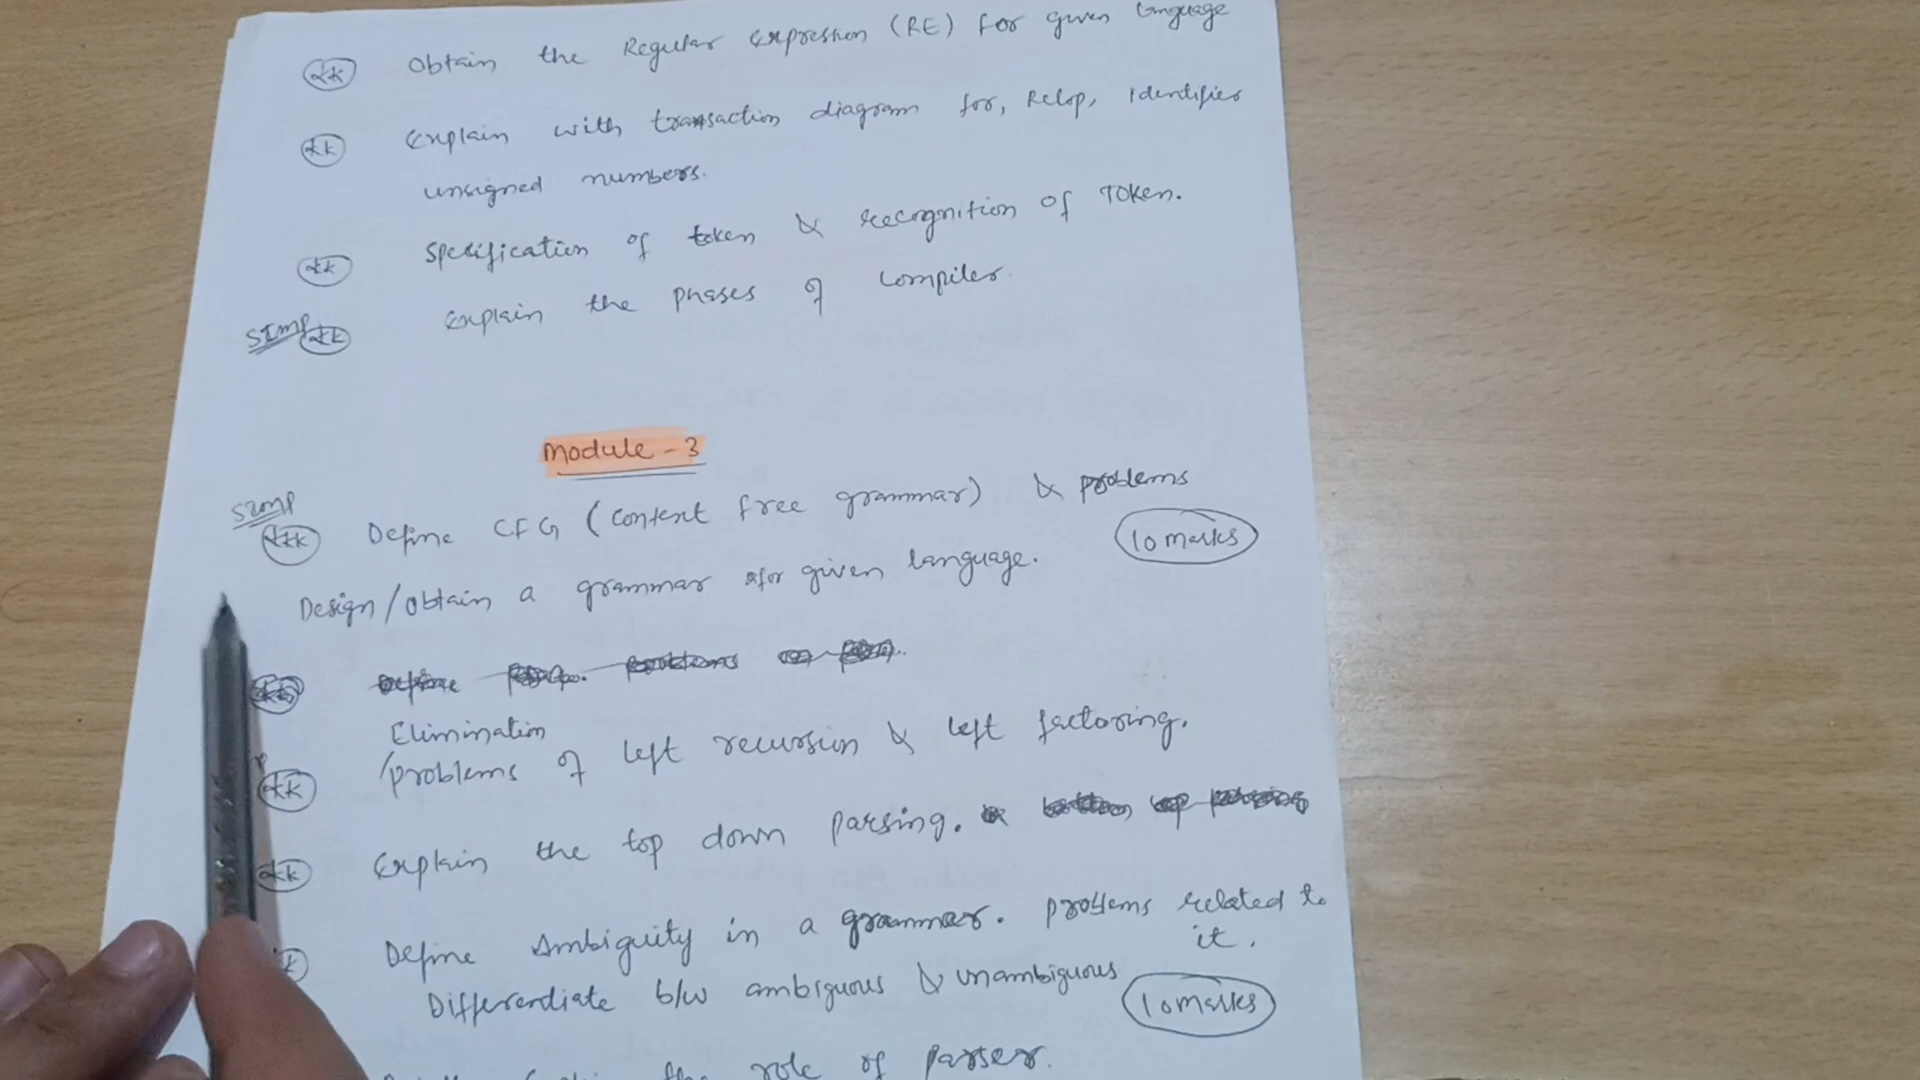 Obtain the Regular Expression (RE) for given language
Explain with transaction diagram for, Relop, Identifies
unsigned numbers.
Specification of token & recognition of Token.
SIMP Explain the phases of Compiler.
Module - 3
SIMP
Define CFG (Context free grammar) & problems
10 marks
Design/obtain a grammar for given language.
Elimination
/problems of left recursion & left factoring.
Explain the top down parsing.
Define Ambiguity in a grammar. problems related to
it.
Differentiate b/w ambiguous & unambiguous
10 marks
role of parser.